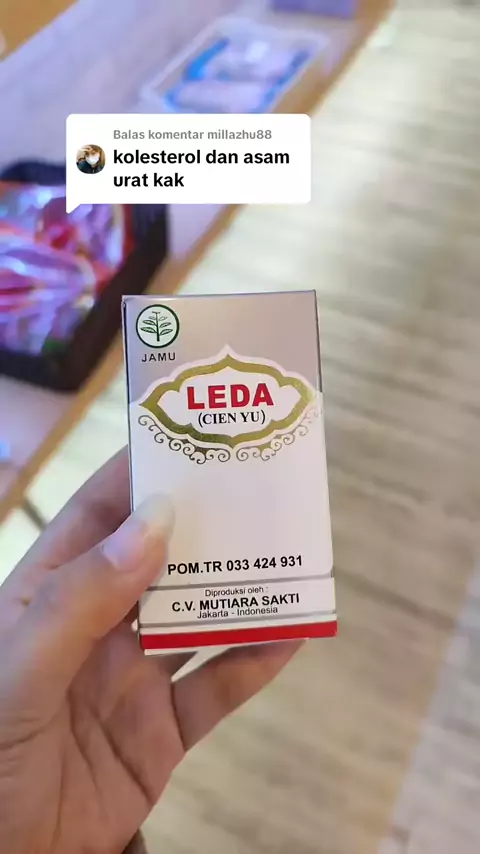 Balas komentar millazhu88
kolesterol dan asam
urat kak
JAMU
LEDA
(CIEN YU)
POM.TR 033 424 931
Diproduksi oleh :
C.V. MUTIARA SAKTI
Jakarta - Indonesia